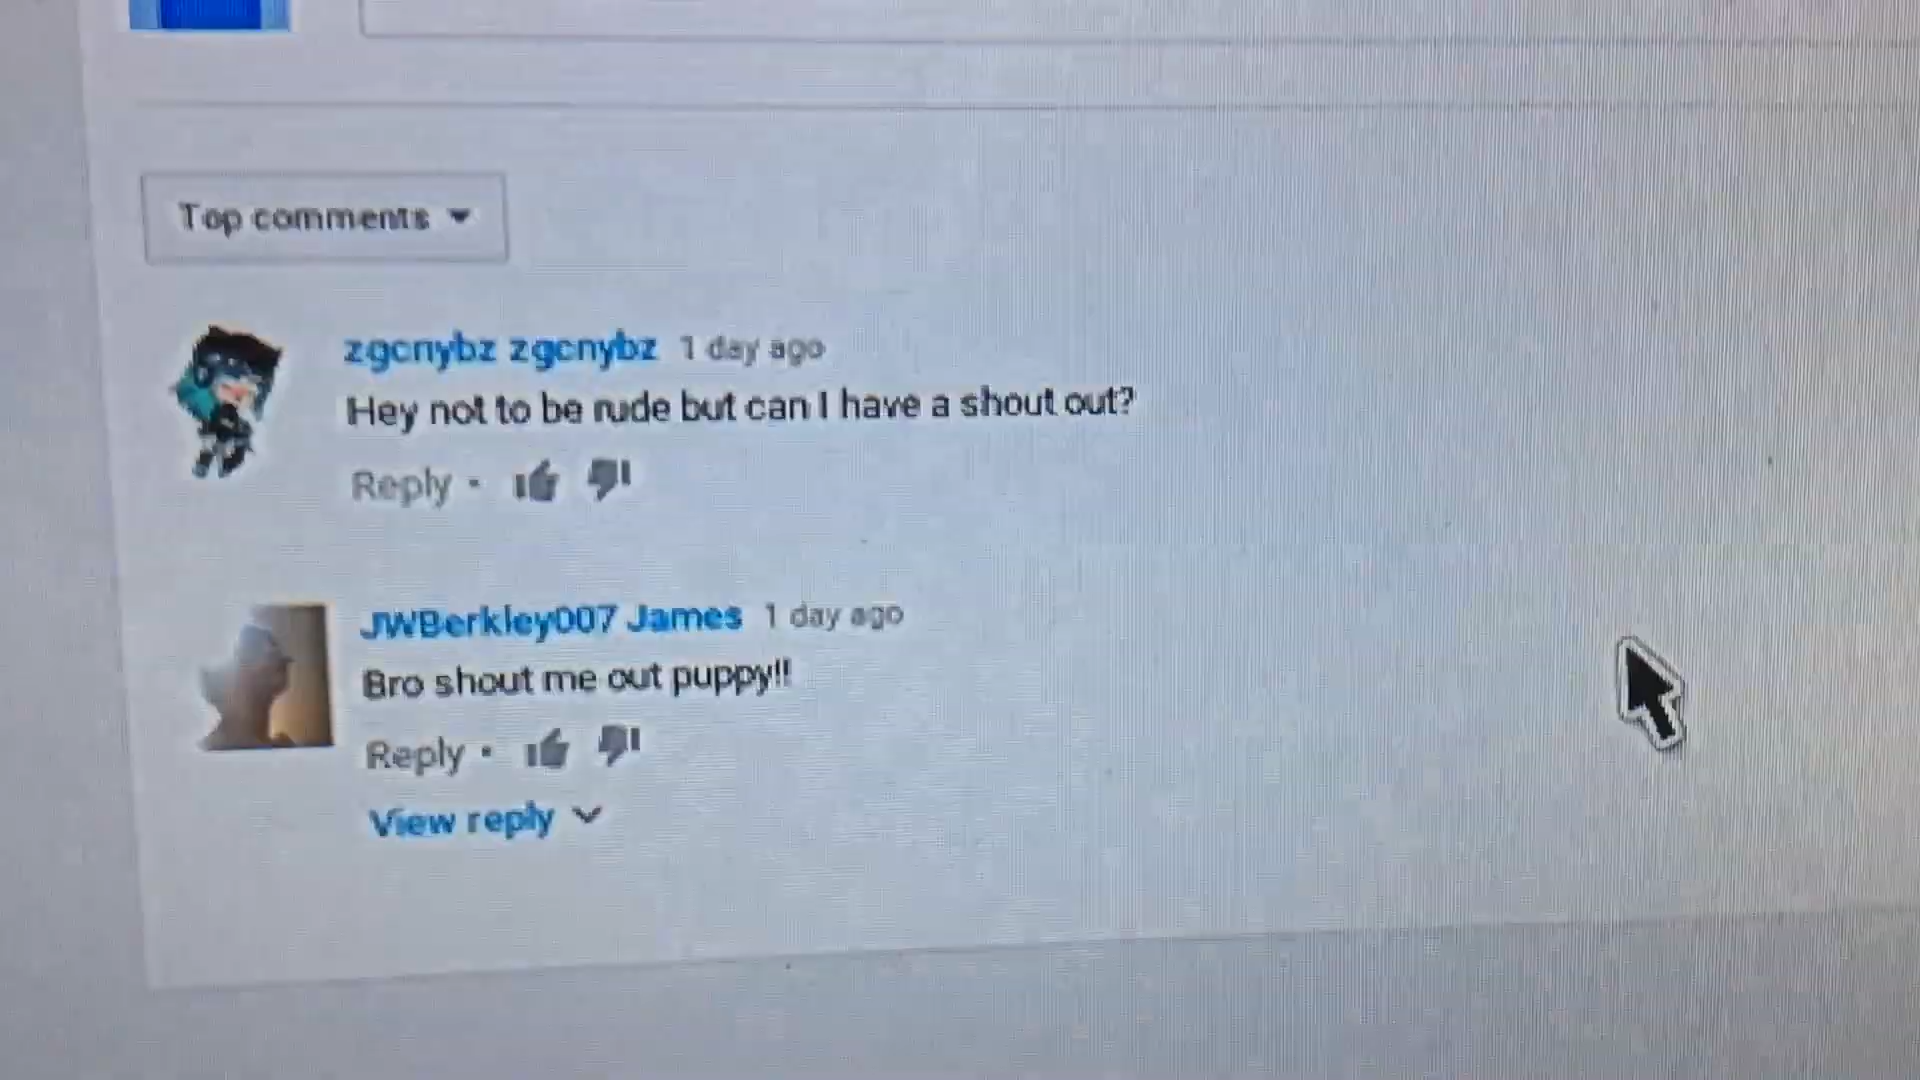 Top comments
zgcnybz zgcnybz 1 day ago
Hey not to be rude but can I have a shout out?
Reply •
JWBerkley007 James 1 day ago
Bro shout me out puppy!!
Reply •
View reply